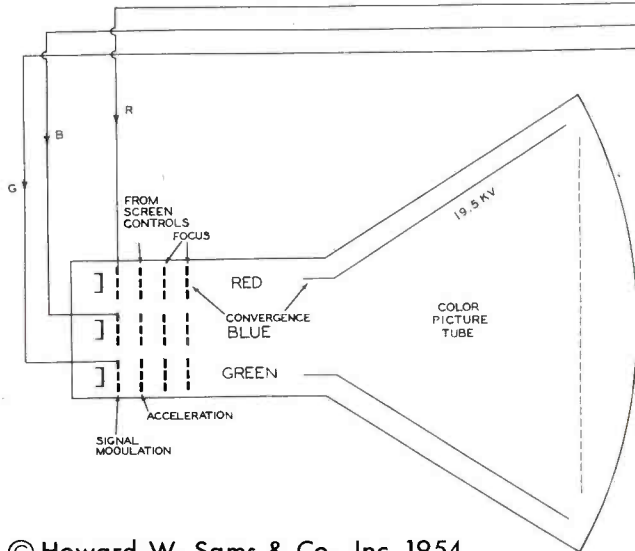 R
B
G
FROM
SCREEN
CONTROLS
FOCUS
19.5 KV
RED
CONVERGENCE
BLUE
COLOR
PICTURE
TUBE
GREEN
ACCELERATION
SIGNAL
MODULATION
© Howard W. Sams & Co., Inc. 1954